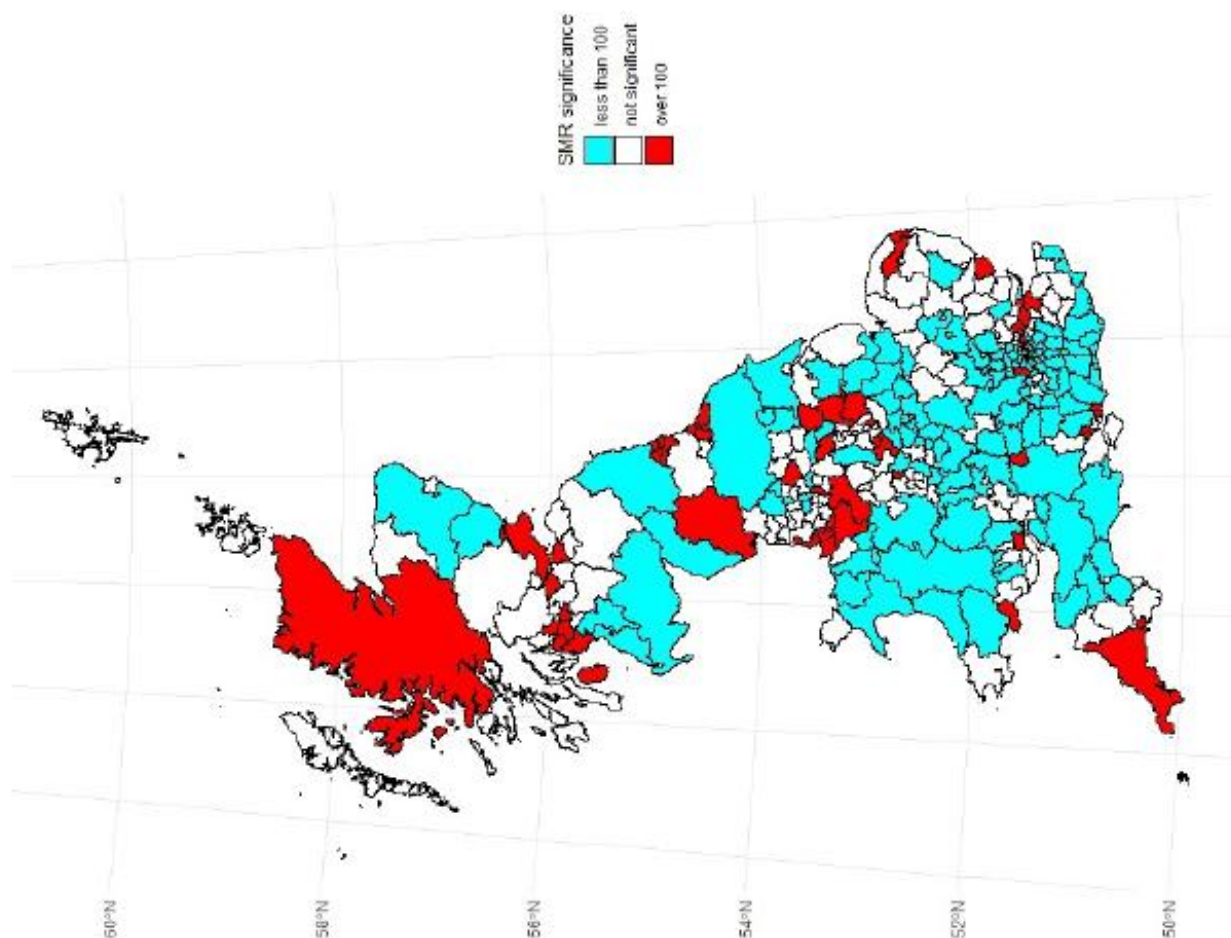 SMR significance
less than 100
not significant
over 100
60°N
58°N
56°N
54°N
52°N
50°N